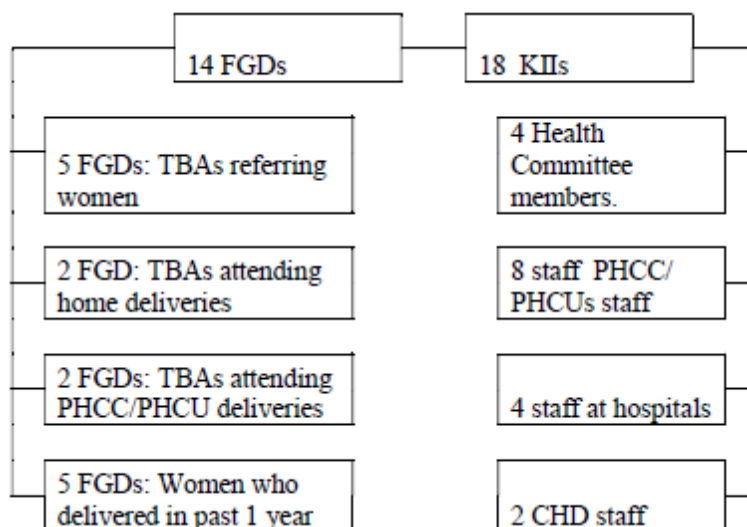 14 FGDs
18 KIIs
5 FGDs: TBAs referring
women
2 FGD: TBAs attending
home deliveries
2 FGDs: TBAs attending
PHCC/PHCU deliveries
5 FGDs: Women who
delivered in past 1 year
4 Health
Committee
members.
8 staff PHCC/
PHCUs staff
4 staff at hospitals
2 CHD staff